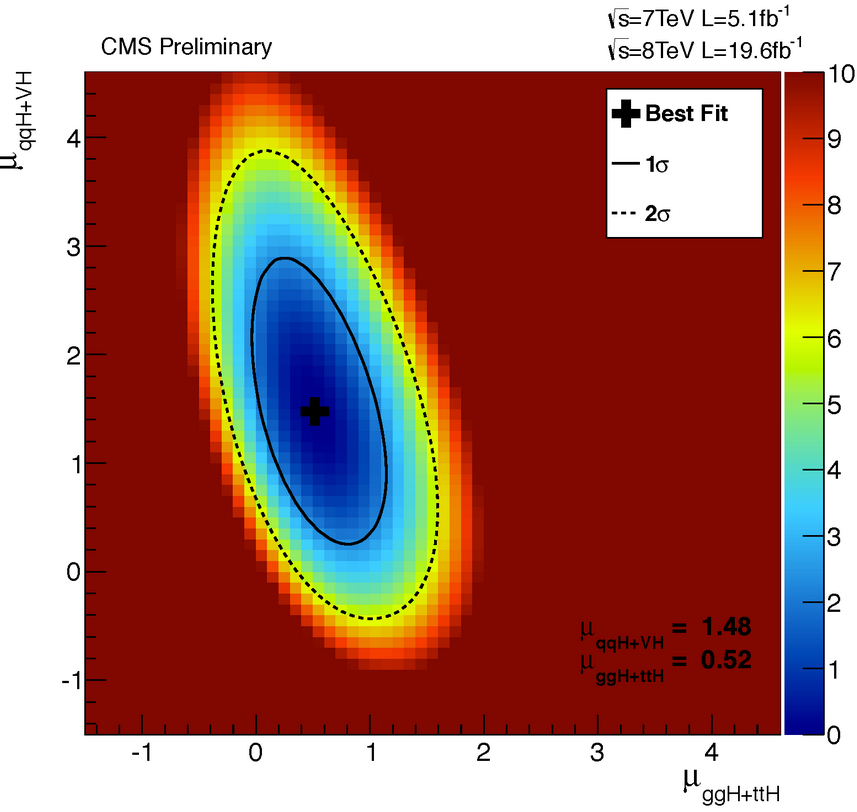 √s=7TeV L=5.1fb⁻¹
CMS Preliminary
√s=8TeV L=19.6fb⁻¹
μqqH+VH
4
3
2
1
0
-1
Best Fit
1σ
2σ
10
9
8
7
6
5
4
3
2
1
0
μqqH+VH = 1.48
μggH+ttH = 0.52
-1 0 1 2 3 4
μggH+ttH